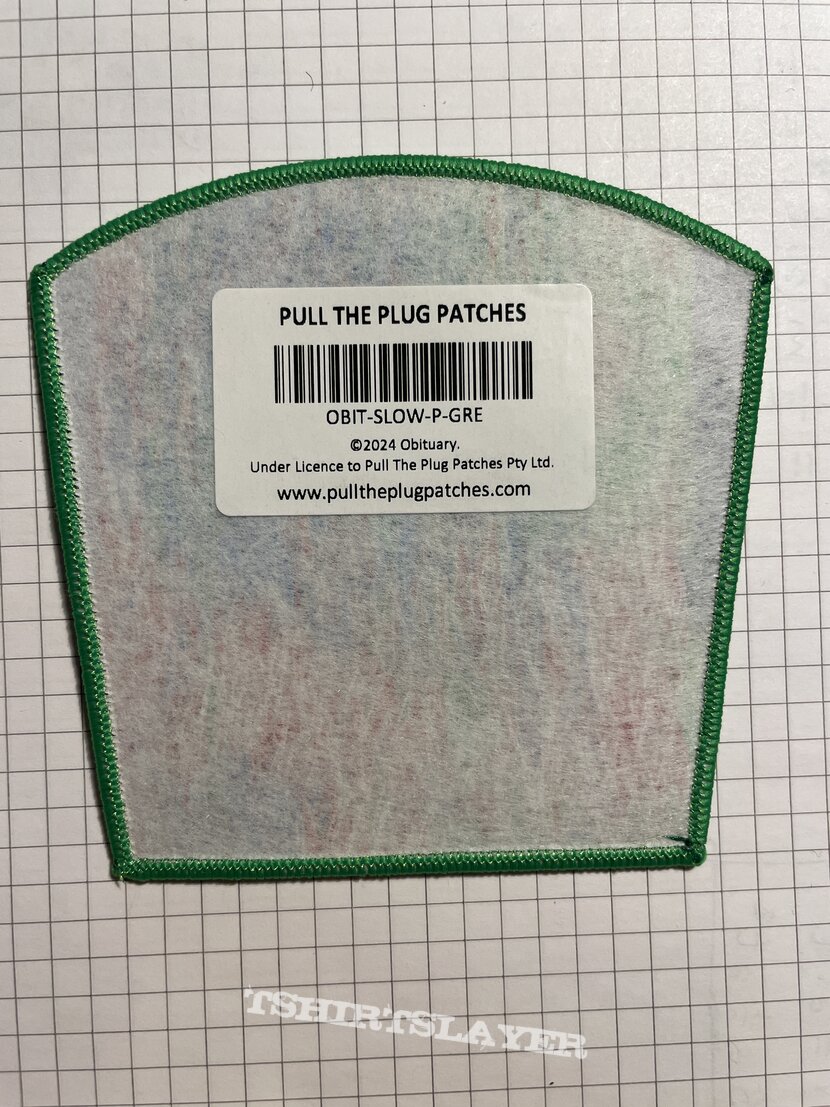 PULL THE PLUG PATCHES
OBIT-SLOW-P-GRE
©2024 Obituary.
Under Licence to Pull The Plug Patches Pty Ltd.
www.pulltheplugpatches.com
TSHIRTSLAYER